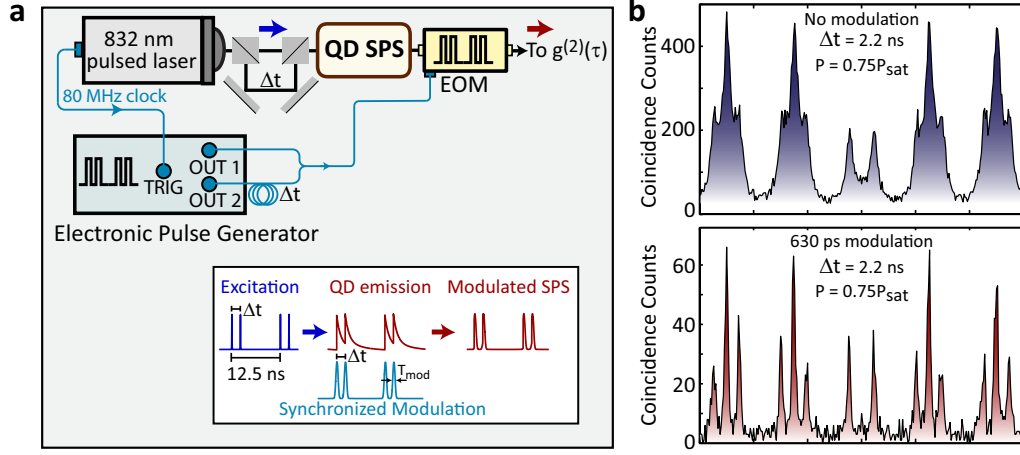 a
832 nm
pulsed laser
Δt
QD SPS
EOM
To g(2)(τ)
80 MHz clock
TRIG
OUT 1
OUT 2
Δt
Electronic Pulse Generator
Excitation
QD emission
Modulated SPS
Δt
12.5 ns
Δt
Tmod
Synchronized Modulation
b
No modulation
Δt = 2.2 ns
P = 0.75Psat
Coincidence Counts
400
200
0
630 ps modulation
Δt = 2.2 ns
P = 0.75Psat
Coincidence Counts
60
40
20
0